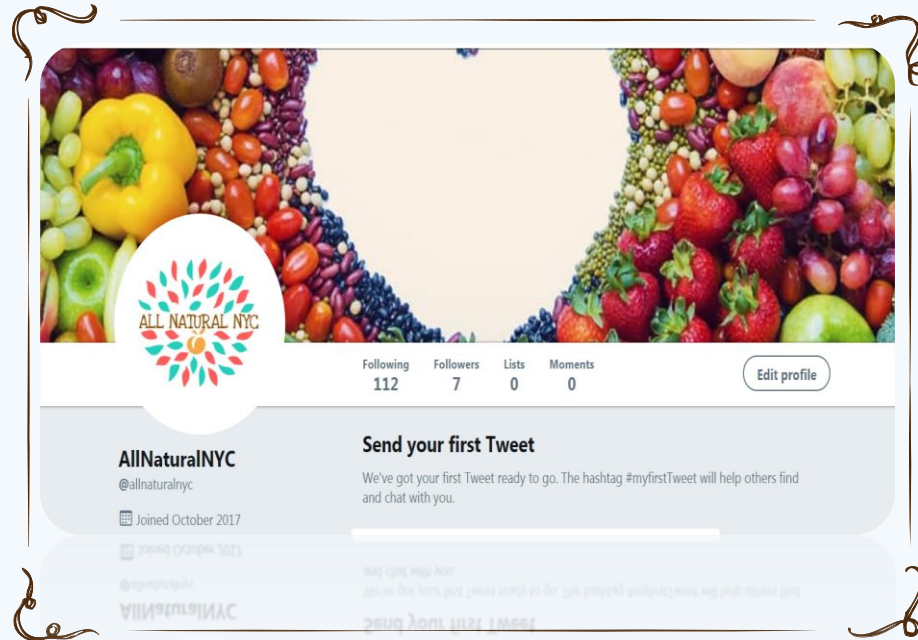 ALL NATURAL NYC
Following Followers Lists Moments
112 7 0 0
Edit profile
AllNaturalNYC
@allnaturalnyc
Joined October 2017
Send your first Tweet
We've got your first Tweet ready to go. The hashtag #myfirstTweet will help others find
and chat with you.